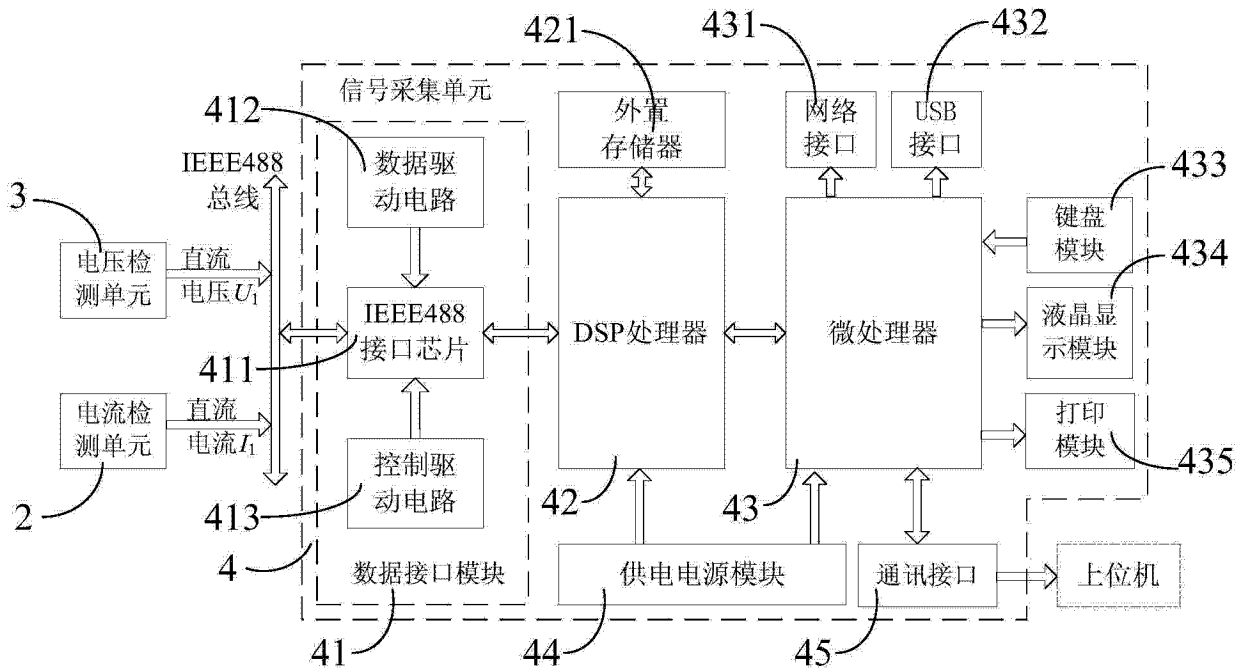 421
431
432
信号采集单元
412
外置
存储器
网络
接口
USB
接口
IEEE488
总线
数据驱
动电路
433
3
键盘
模块
电压检
测单元
直流
电压U1
434
IEEE488
接口芯片
DSP处理器
微处理器
液晶显
示模块
411
电流检
测单元
直流
电流I1
打印
模块
控制驱
动电路
435
2
413
42
43
4
数据接口模块
供电电源模块
通讯接口
上位机
41
44
45